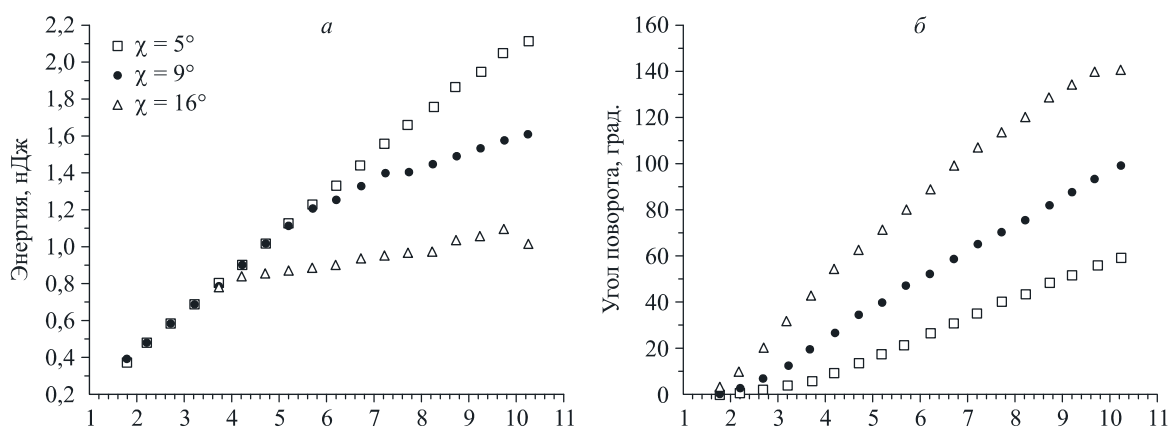 а
Энергия, нДж
2,2
2,0
1,8
1,6
1,4
1,2
1,0
0,8
0,6
0,4
0,2
χ = 5°
χ = 9°
χ = 16°
1 2 3 4 5 6 7 8 9 10 11
б
Угол поворота, град.
160
140
120
100
80
60
40
20
0
1 2 3 4 5 6 7 8 9 10 11